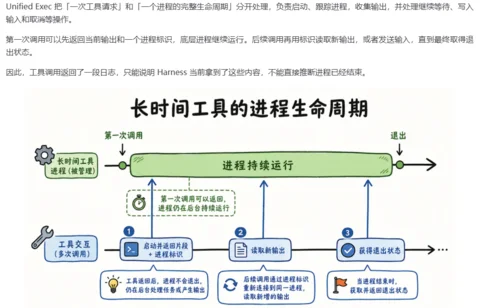 Unified Exec 把「一次工具请求」和「一个进程的完整生命周期」分开处理，负责启动、跟踪进程，收集输出，并处理继续等待、写入
输入和取消等操作。
第一次调用可以先返回当前输出和一个进程标识，底层进程继续运行。后续调用再用标识读取新输出，或者发送输入，直到最终取得退
出状态。
因此，工具调用返回了一段日志，只能说明 Harness 当前拿到了这些内容，不能直接推断进程已经结束。
长时间工具的进程生命周期
第一次调用
退出
长时间工具
进程（被管理）
进程持续运行
第一次调用可以返回，
进程仍在后台持续运行
工具交互
（多次调用）
1
启动并返回片段
+ 进程标识
2
读取新输出
3
获得退出状态
工具返回后，进程不会退出，
仍在后台处理任务或产生输出
后续调用通过进程标识
重新连接到同一进程，
读取新增的输出
当进程结束时，
获取并返回退出状态